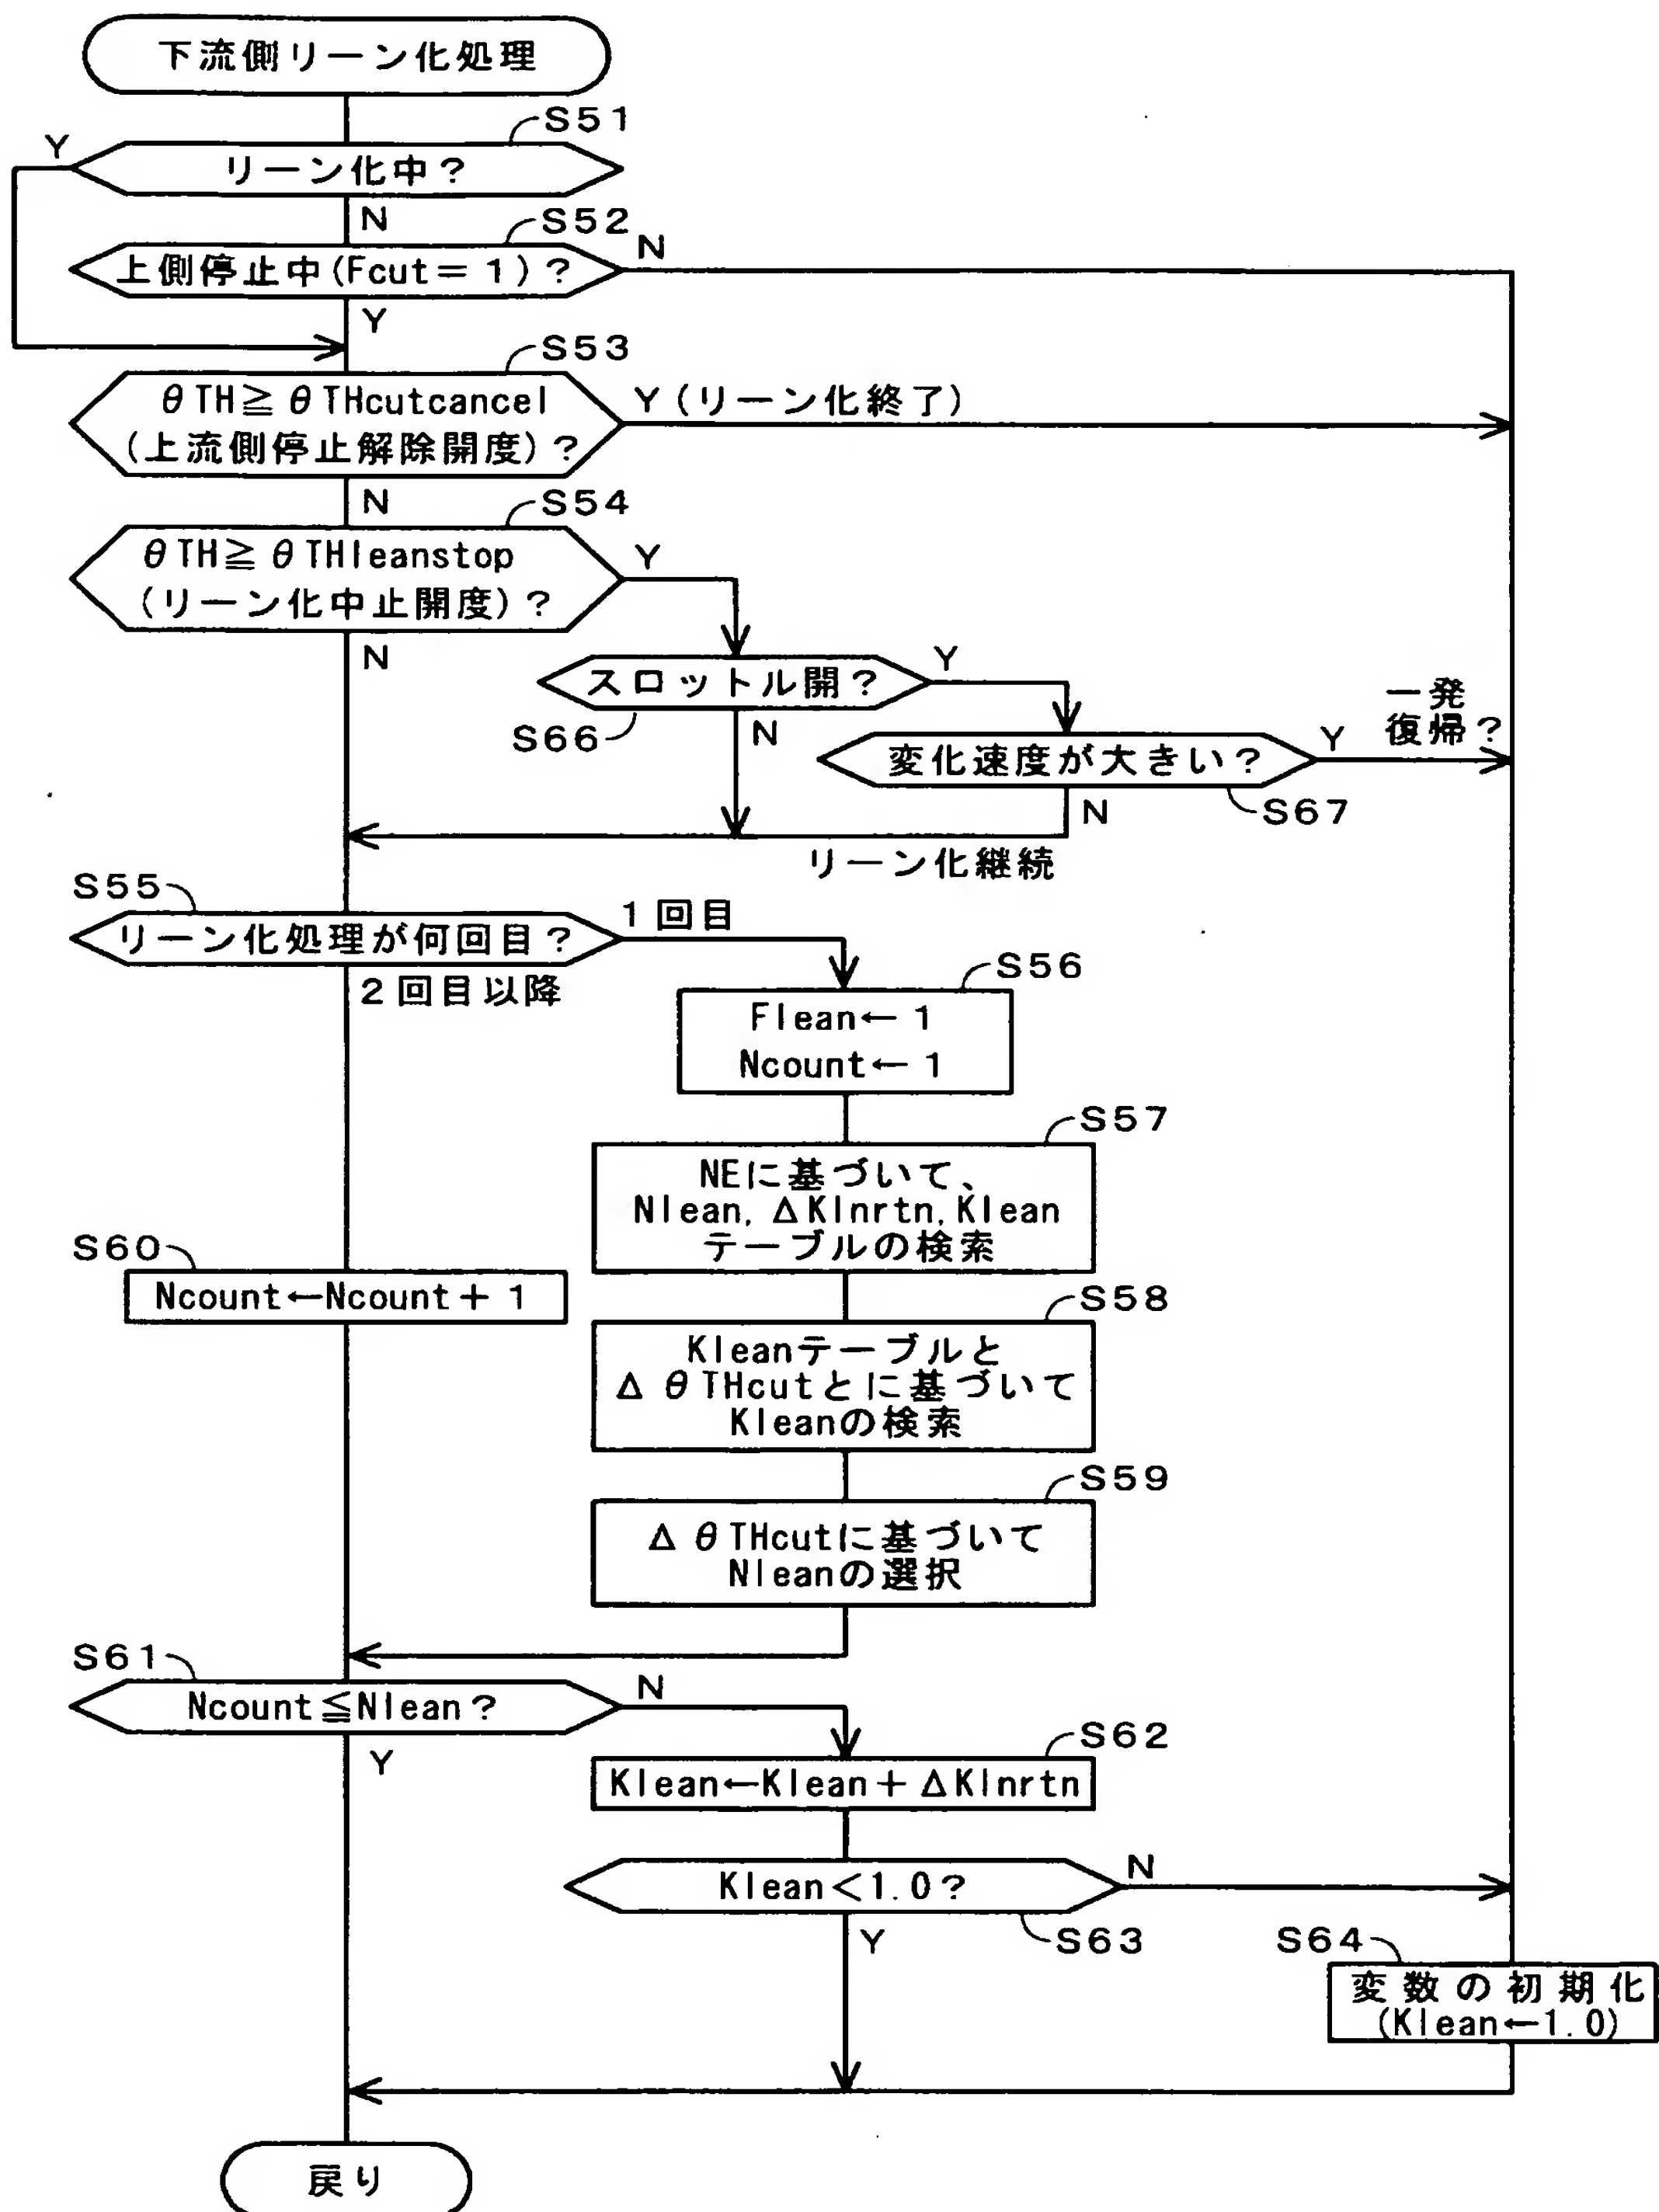 下流側リーン化処理
S51
Y
リーン化中？
N
S52
上側停止中(Fcut＝1)？
N
Y
S53
θTH≧θTHcutcancel
(上流側停止解除開度)？
Y(リーン化終了)
N
S54
θTH≧θTHleanstop
(リーン化中止開度)？
Y
N
スロットル開？
Y
S66
N
変化速度が大きい？
Y
一発
復帰？
S67
N
リーン化継続
S55
リーン化処理が何回目？
1回目
2回目以降
S56
Flean←1
Ncount←1
S57
NEに基づいて、
Nlean,ΔKlnrtn,Klean
テーブルの検索
S60
Ncount←Ncount＋1
S58
Kleanテーブルと
ΔθTHcutとに基づいて
Kleanの検索
S59
ΔθTHcutに基づいて
Nleanの選択
S61
Ncount≦Nlean？
N
Y
S62
Klean←Klean＋ΔKlnrtn
Klean＜1.0？
N
S63
Y
S64
変数の初期化
(Klean←1.0)
戻り